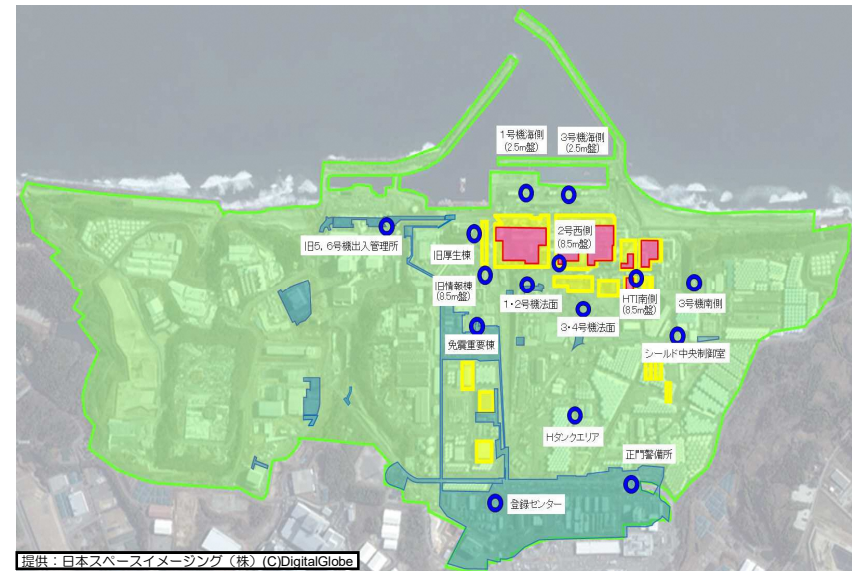 1号機海側
(2.5m盤)
3号機海側
(2.5m盤)
2号西側
(8.5m盤)
旧5, 6号機出入管理所
旧厚生棟
旧情報棟
(8.5m盤)
1・2号機法面
HTI南側
(8.5m盤)
3号機南側
3・4号機法面
免震重要棟
シールド中央制御室
Hタンクエリア
正門警備所
登録センター
提供:日本スペースイメージング(株)(C)DigitalGlobe